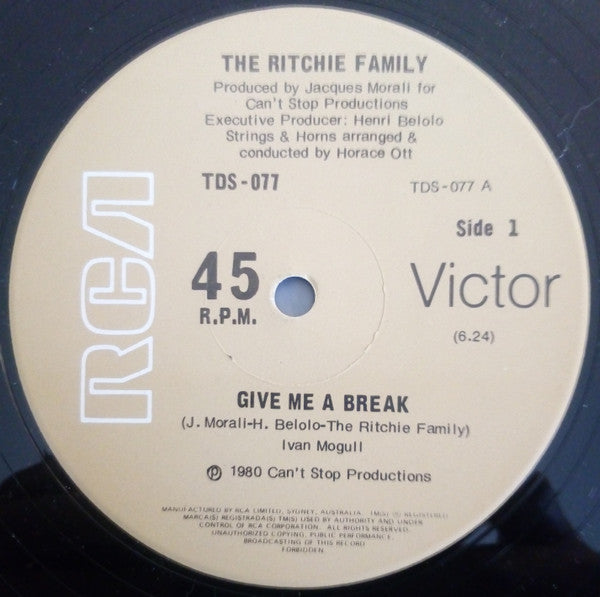 THE RITCHIE FAMILY
Produced by Jacques Morali for
Can't Stop Productions
Executive Producer: Henri Belolo
Strings & Horns arranged &
conducted by Horace Ott
TDS-077
TDS-077 A
Side 1
RCA
45
R.P.M.
Victor
(6.24)
GIVE ME A BREAK
(J. Morali-H. Belolo-The Ritchie Family)
Ivan Mogull
℗ 1980 Can't Stop Productions
MANUFACTURED BY RCA LIMITED, SYDNEY, AUSTRALIA. TM(S) ® REGISTERED
MARCA(S) REGISTRADA(S) TM(S) USED BY AUTHORITY AND UNDER
CONTROL OF RCA CORPORATION. ALL RIGHTS RESERVED.
UNAUTHORIZED COPYING, PUBLIC PERFORMANCE,
BROADCASTING OF THIS RECORD
FORBIDDEN